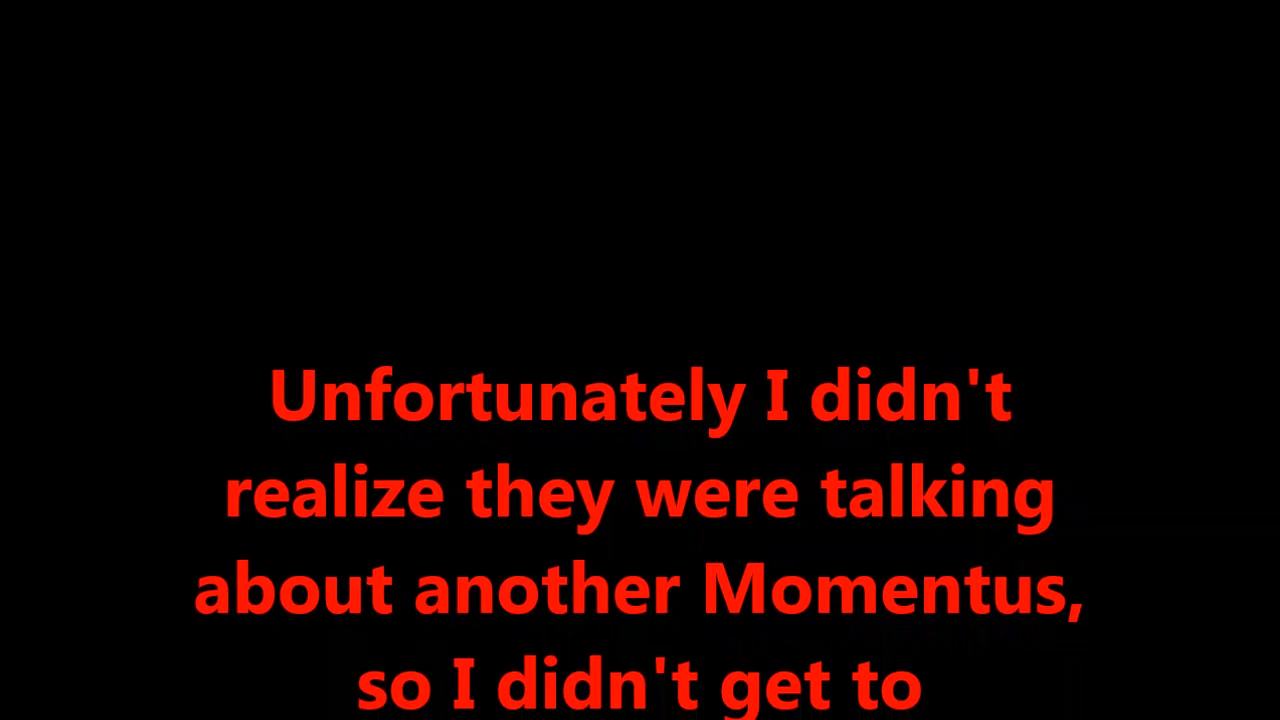 Unfortunately I didn't
realize they were talking
about another Momentus,
so I didn't get to